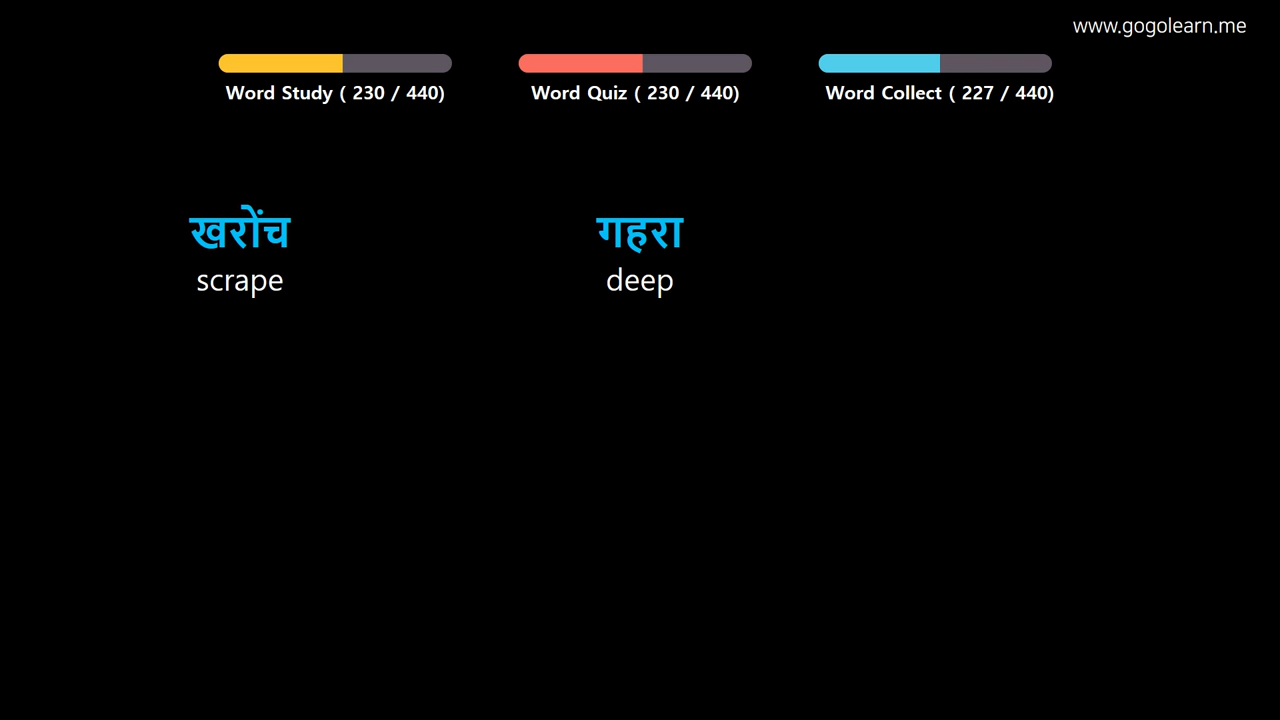 www.gogolearn.me
Word Study ( 230 / 440)
Word Quiz ( 230 / 440)
Word Collect ( 227 / 440)
खरोंच
गहरा
scrape
deep